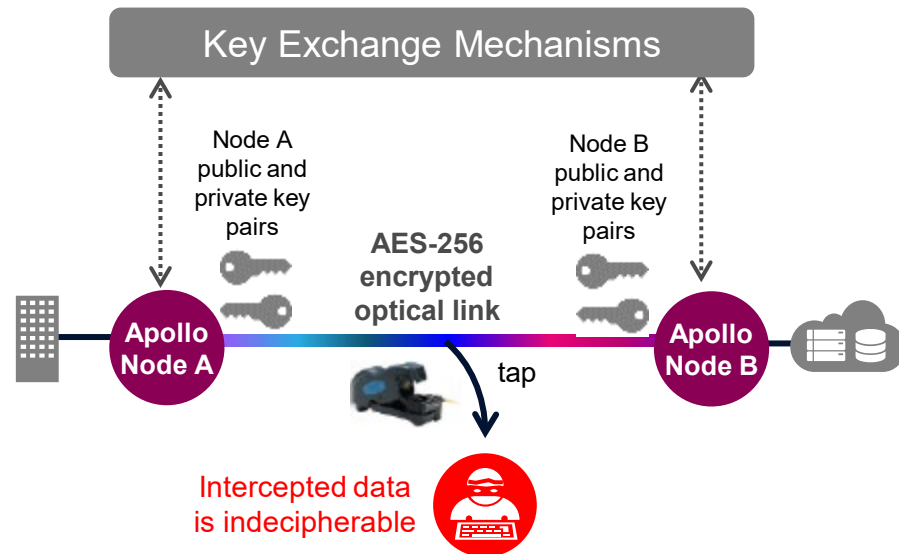 Key Exchange Mechanisms
Node A
public and
private key
pairs
Node B
public and
private key
pairs
AES-256
encrypted
optical link
Apollo
Node A
Apollo
Node B
tap
Intercepted data
is indecipherable